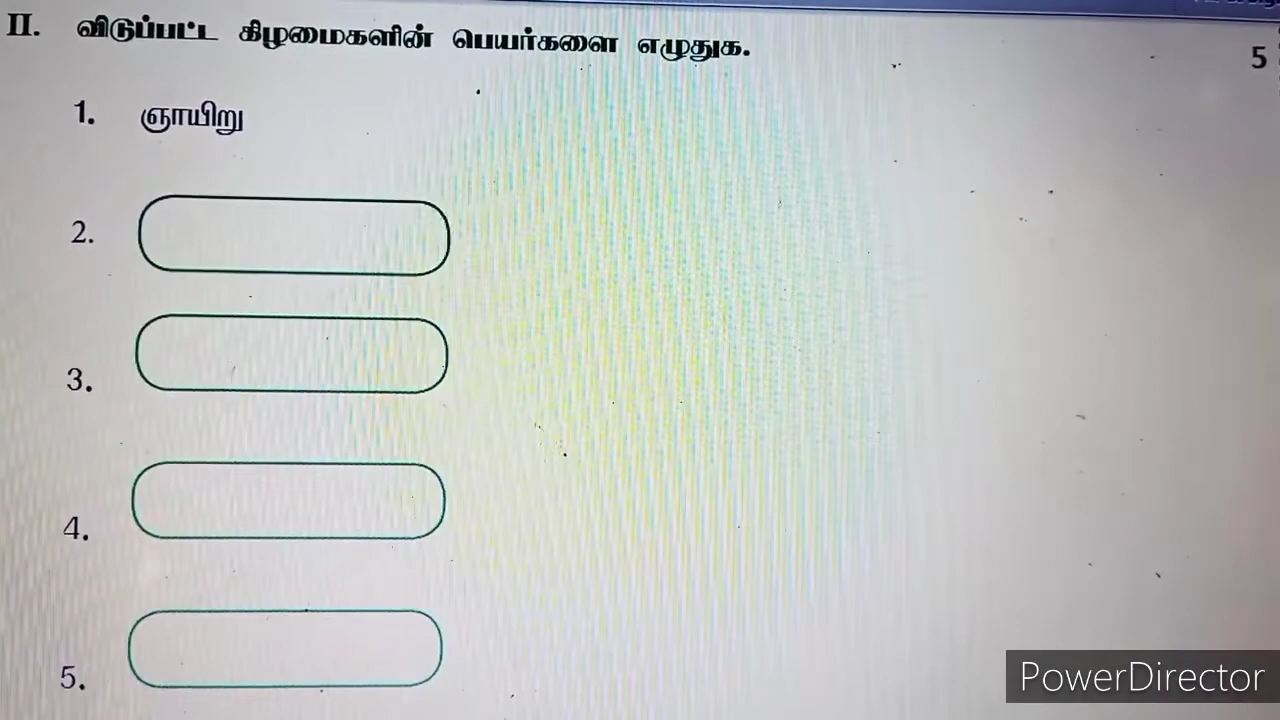 II. விடுப்பட்ட கிழமைகளின் பெயர்களை எழுதுக. 5
1. ஞாயிறு
2.
3.
4.
5.
PowerDirector